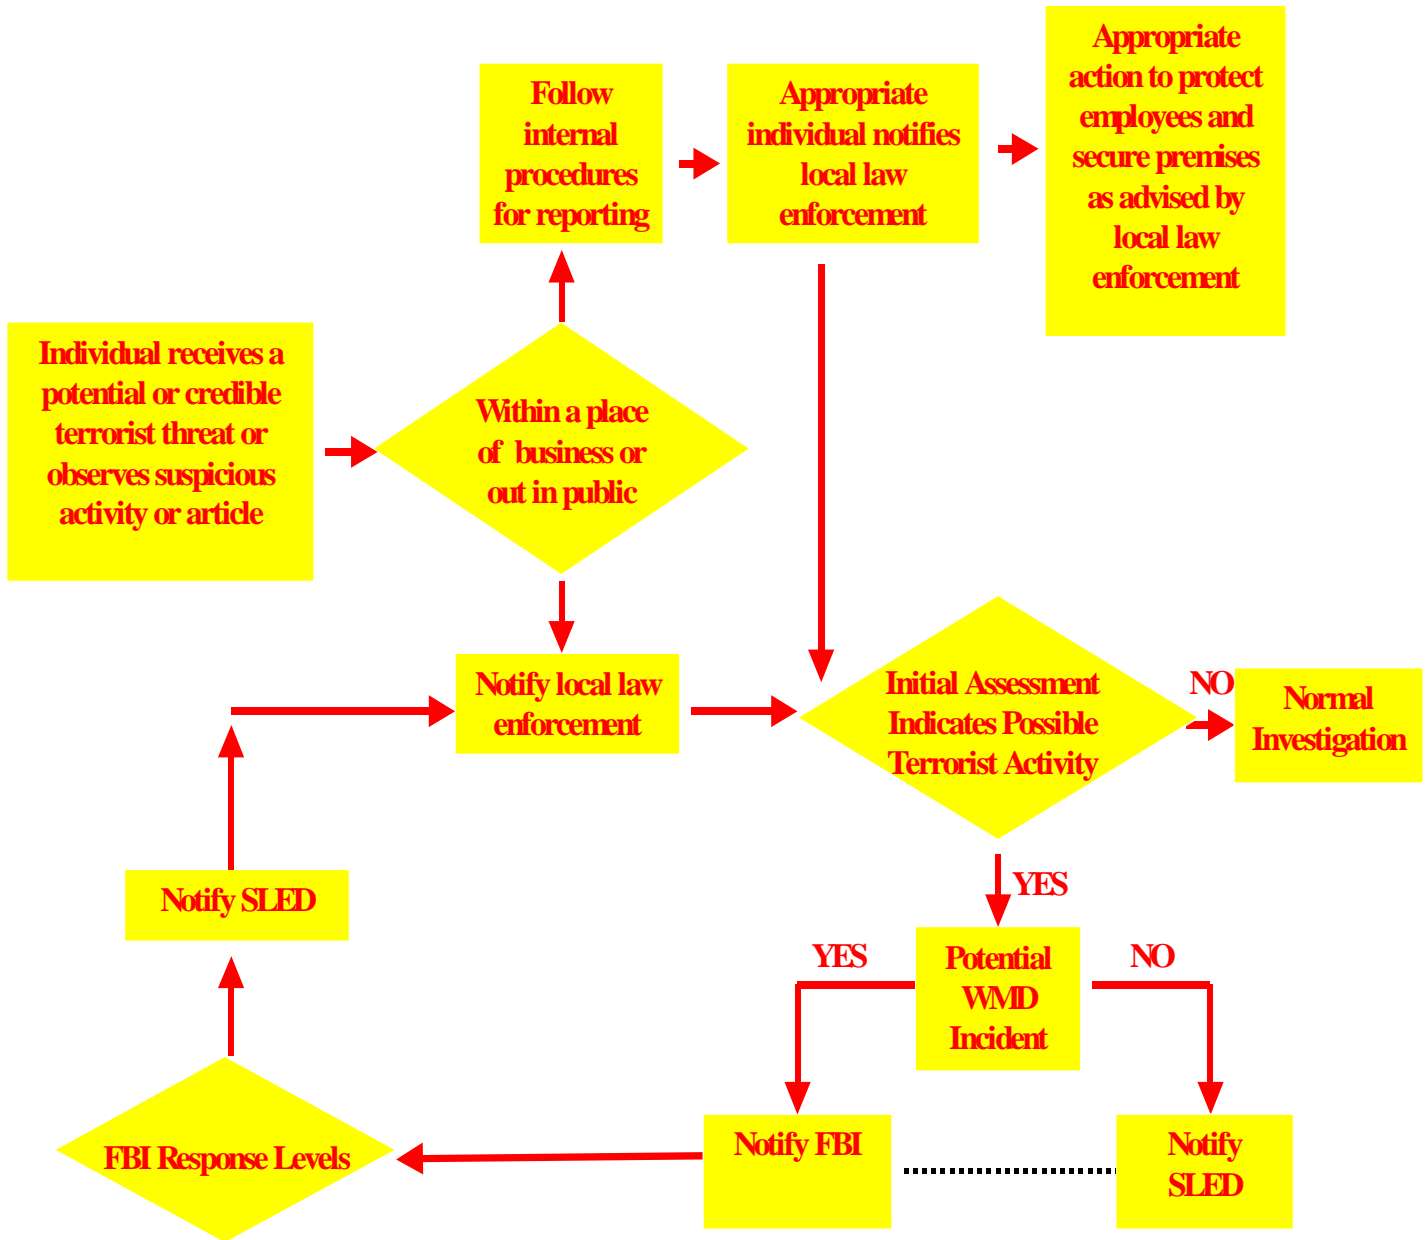 Appropriate
action to protect
employees and
secure premises
as advised by
local law
enforcement
Follow
internal
procedures
for reporting
Appropriate
individual notifies
local law
enforcement
Individual receives a
potential or credible
terrorist threat or
observes suspicious
activity or article
Within a place
of business or
out in public
Notify local law
enforcement
Initial Assessment
Indicates Possible
Terrorist Activity
NO
Normal
Investigation
YES
Notify SLED
YES
Potential
WMD
Incident
NO
FBI Response Levels
Notify FBI
Notify
SLED